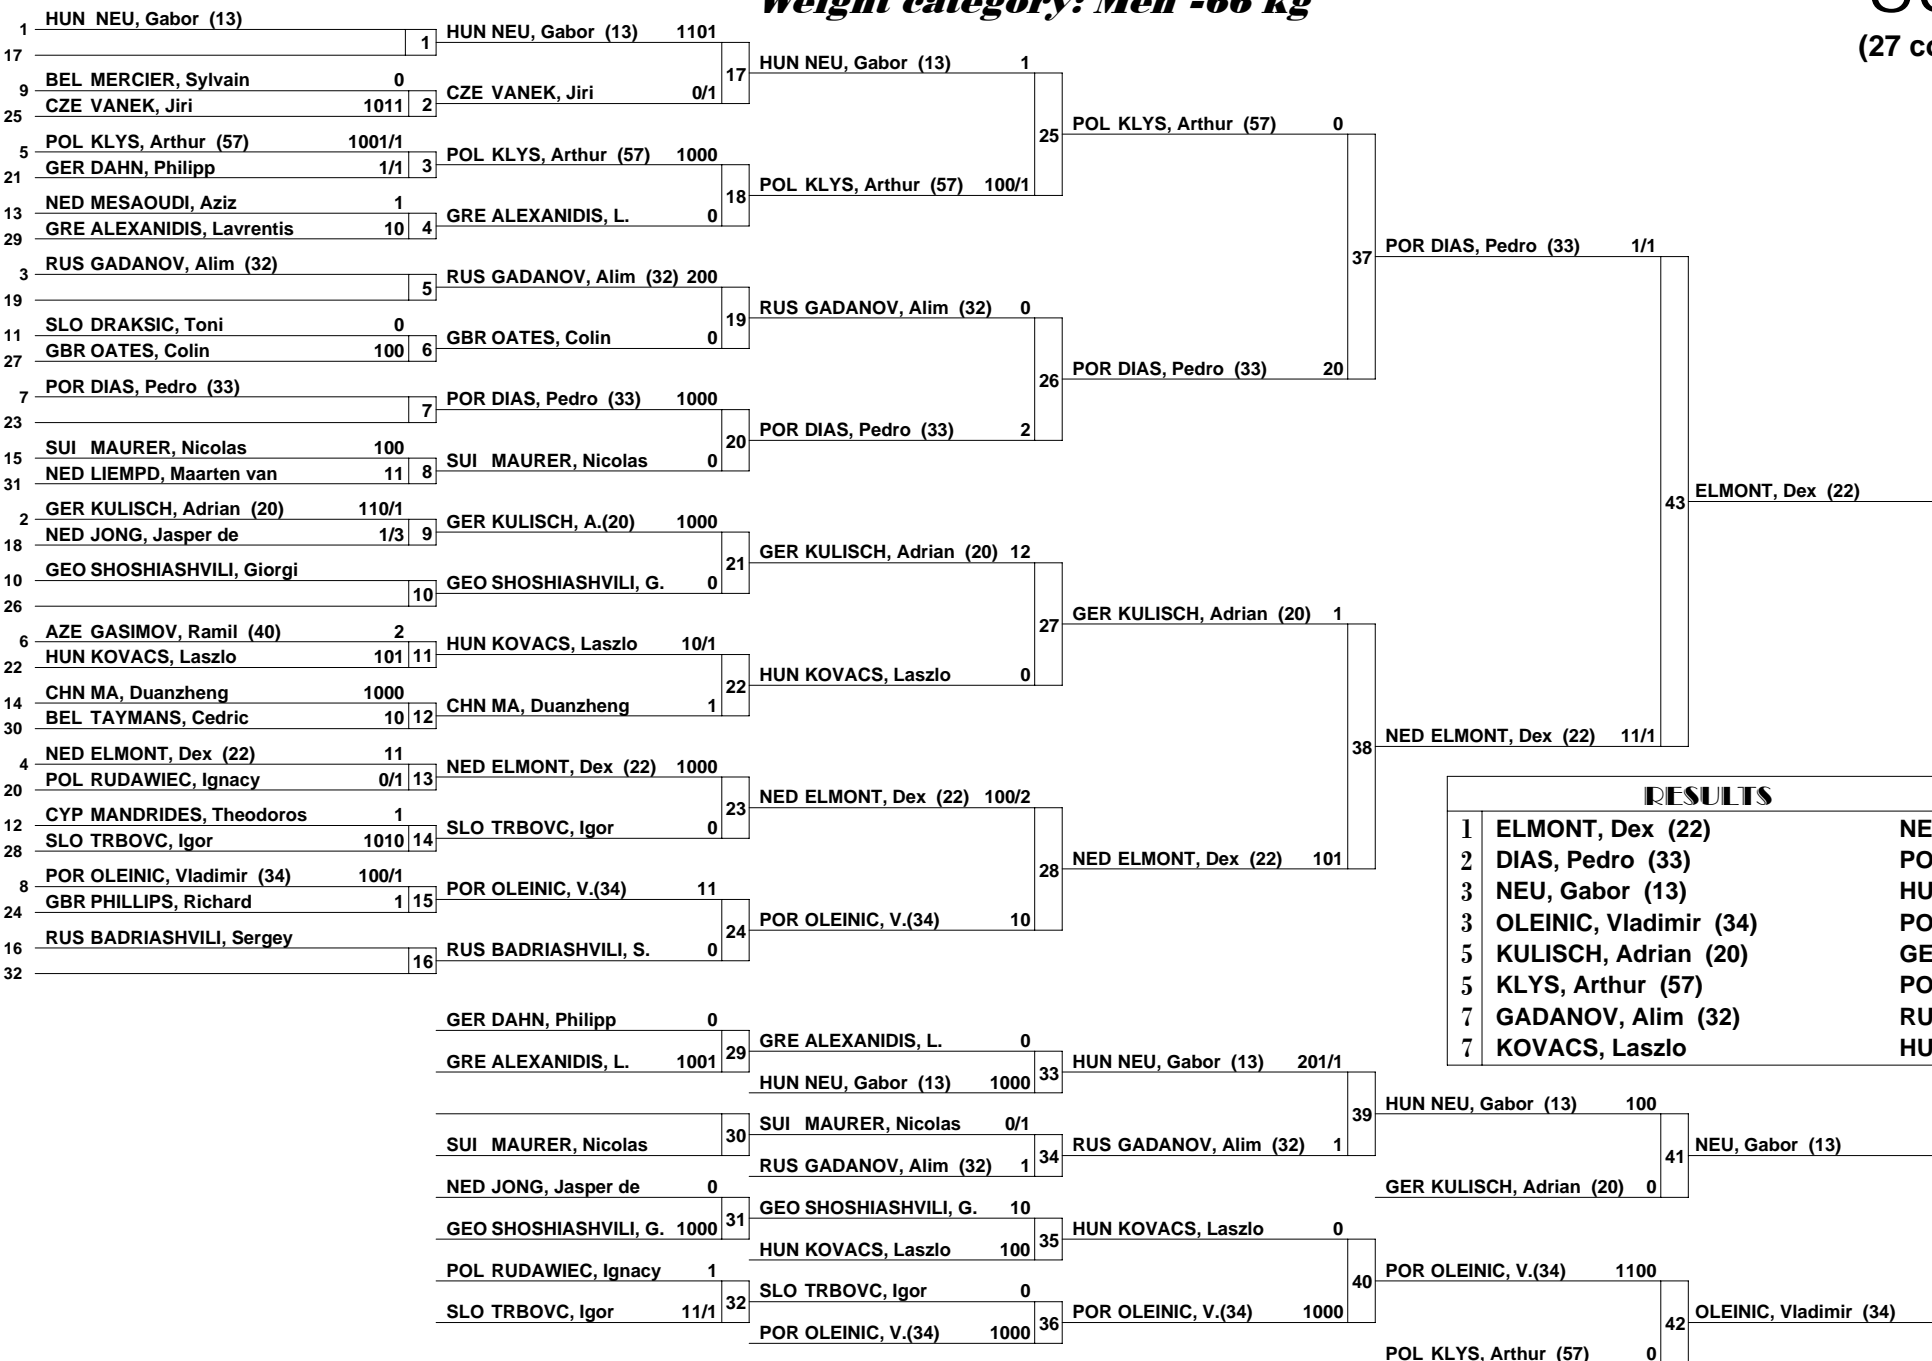 Weight category: Men -66 kg
(27 co
1 HUN NEU, Gabor (13)
17
1
9 BEL MERCIER, Sylvain 0
25 CZE VANEK, Jiri 1011
2
5 POL KLYS, Arthur (57) 1001/1
21 GER DAHN, Philipp 1/1
3
13 NED MESAOUDI, Aziz 1
29 GRE ALEXANIDIS, Lavrentis 10
4
3 RUS GADANOV, Alim (32)
19
5
11 SLO DRAKSIC, Toni 0
27 GBR OATES, Colin 100
6
7 POR DIAS, Pedro (33)
23
7
15 SUI MAURER, Nicolas 100
31 NED LIEMPD, Maarten van 11
8
2 GER KULISCH, Adrian (20) 110/1
18 NED JONG, Jasper de 1/3
9
10 GEO SHOSHIASHVILI, Giorgi
26
10
6 AZE GASIMOV, Ramil (40) 2
22 HUN KOVACS, Laszlo 101
11
14 CHN MA, Duanzheng 1000
30 BEL TAYMANS, Cedric 10
12
4 NED ELMONT, Dex (22) 11
20 POL RUDAWIEC, Ignacy 0/1
13
12 CYP MANDRIDES, Theodoros 1
28 SLO TRBOVC, Igor 1010
14
8 POR OLEINIC, Vladimir (34) 100/1
24 GBR PHILLIPS, Richard 1
15
16 RUS BADRIASHVILI, Sergey
32
16
HUN NEU, Gabor (13) 1101
CZE VANEK, Jiri 0/1
17
POL KLYS, Arthur (57) 1000
GRE ALEXANIDIS, L. 0
18
RUS GADANOV, Alim (32) 200
GBR OATES, Colin 0
19
POR DIAS, Pedro (33) 1000
SUI MAURER, Nicolas 0
20
GER KULISCH, A.(20) 1000
GEO SHOSHIASHVILI, G. 0
21
HUN KOVACS, Laszlo 10/1
CHN MA, Duanzheng 1
22
NED ELMONT, Dex (22) 1000
SLO TRBOVC, Igor 0
23
POR OLEINIC, V.(34) 11
RUS BADRIASHVILI, S. 0
24
HUN NEU, Gabor (13) 1
POL KLYS, Arthur (57) 100/1
25
RUS GADANOV, Alim (32) 0
POR DIAS, Pedro (33) 2
26
GER KULISCH, Adrian (20) 12
HUN KOVACS, Laszlo 0
27
NED ELMONT, Dex (22) 100/2
POR OLEINIC, V.(34) 10
28
POL KLYS, Arthur (57) 0
POR DIAS, Pedro (33) 20
37
GER KULISCH, Adrian (20) 1
NED ELMONT, Dex (22) 101
38
POR DIAS, Pedro (33) 1/1
NED ELMONT, Dex (22) 11/1
43
ELMONT, Dex (22)
RESULTS
1 ELMONT, Dex (22) NE
2 DIAS, Pedro (33) PO
3 NEU, Gabor (13) HU
3 OLEINIC, Vladimir (34) PO
5 KULISCH, Adrian (20) GE
5 KLYS, Arthur (57) PO
7 GADANOV, Alim (32) RU
7 KOVACS, Laszlo HU
GER DAHN, Philipp 0
GRE ALEXANIDIS, L. 1001
29
SUI MAURER, Nicolas
30
NED JONG, Jasper de 0
GEO SHOSHIASHVILI, G. 1000
31
POL RUDAWIEC, Ignacy 1
SLO TRBOVC, Igor 11/1
32
GRE ALEXANIDIS, L. 0
HUN NEU, Gabor (13) 1000
33
SUI MAURER, Nicolas 0/1
RUS GADANOV, Alim (32) 1
34
GEO SHOSHIASHVILI, G. 10
HUN KOVACS, Laszlo 100
35
SLO TRBOVC, Igor 0
POR OLEINIC, V.(34) 1000
36
HUN NEU, Gabor (13) 201/1
RUS GADANOV, Alim (32) 1
39
HUN KOVACS, Laszlo 0
POR OLEINIC, V.(34) 1000
40
HUN NEU, Gabor (13) 100
GER KULISCH, Adrian (20) 0
41
NEU, Gabor (13)
POR OLEINIC, V.(34) 1100
POL KLYS, Arthur (57) 0
42
OLEINIC, Vladimir (34)